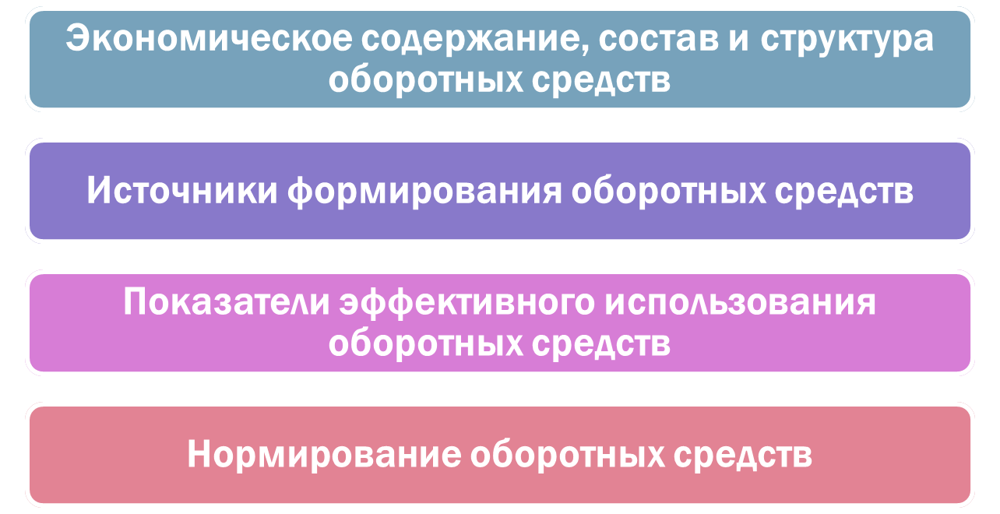 Экономическое содержание, состав и структура
оборотных средств
Источники формирования оборотных средств
Показатели эффективного использования
оборотных средств
Нормирование оборотных средств